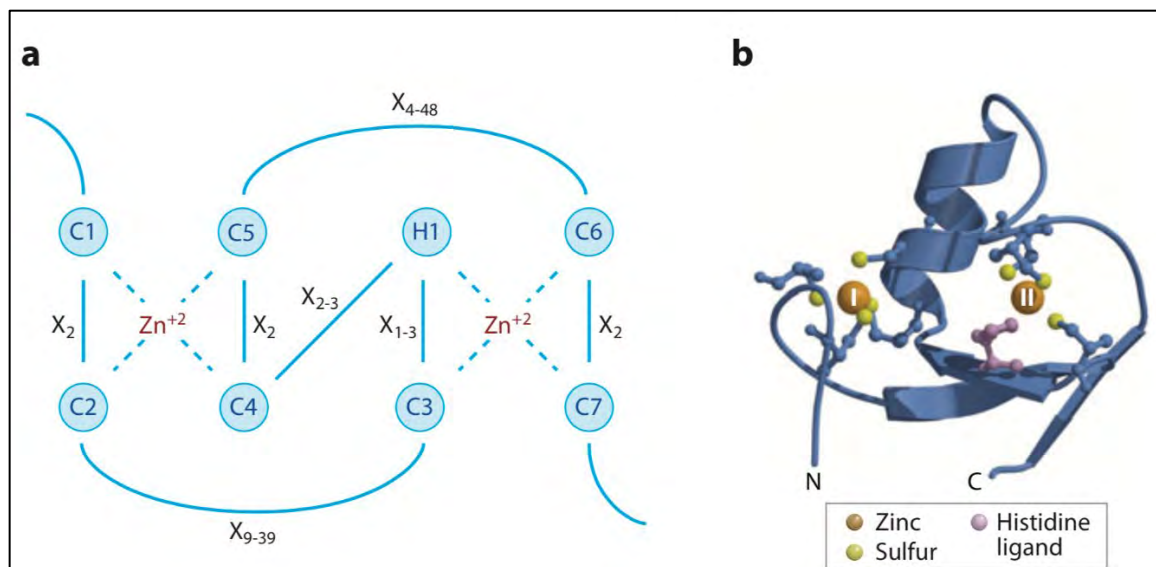 a
b
X4-48
C1
C5
H1
C6
X2
Zn+2
X2
X2-3
X1-3
Zn+2
X2
C2
C4
C3
C7
X9-39
I
II
N
C
Zinc
Sulfur
Histidine
ligand